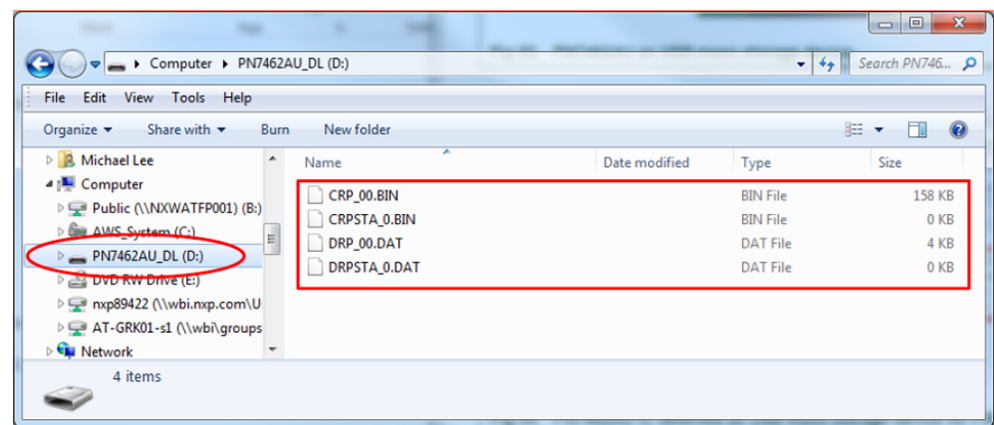 Computer ▸ PN7462AU_DL (D:)
Search PN746...
File Edit View Tools Help
Organize Share with Burn New folder
Name Date modified Type Size
Michael Lee
Computer
Public (\\NXWATFP001) (B:)
AWS_System (C:)
PN7462AU_DL (D:)
DVD RW Drive (E:)
nxp89422 (\\wbi.nxp.com\U
AT-GRK01-s1 (\\wbi\groups
Network
CRP_00.BIN BIN File 158 KB
CRPSTA_0.BIN BIN File 0 KB
DRP_00.DAT DAT File 4 KB
DRPSTA_0.DAT DAT File 0 KB
4 items